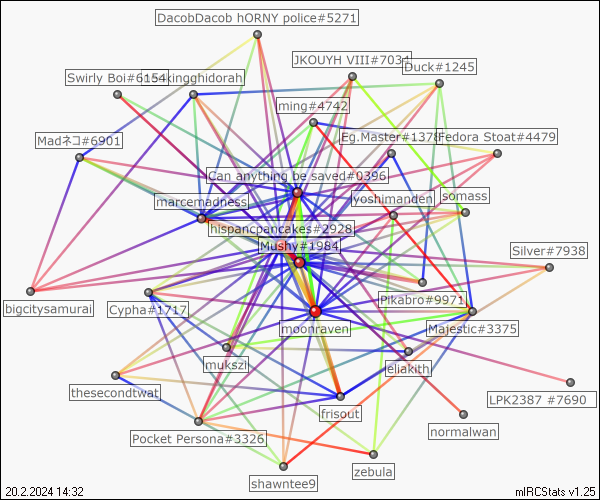 DacobDacob hORNY police#5271
JKOUYH VIII#7034
Duck#1245
Swirly Boi#6154
kingghidorah
ming#4742
Eg.Master#1378
Fedora Stoat#4479
Madネコ#6901
Can anything be saved#0396
marcemadness
yoshimanden
somass
hispancpancakes#2928
Mushy#1984
Silver#7938
bigcitysamurai
Cypha#1717
Pikabro#9971
moonraven
Majestic#3375
mukszi
eliakith
thesecondtwat
LPK2387 #7690
frisout
normalwan
Pocket Persona#3326
zebula
shawntee9
20.2.2024 14:32
mIRCStats v1.25